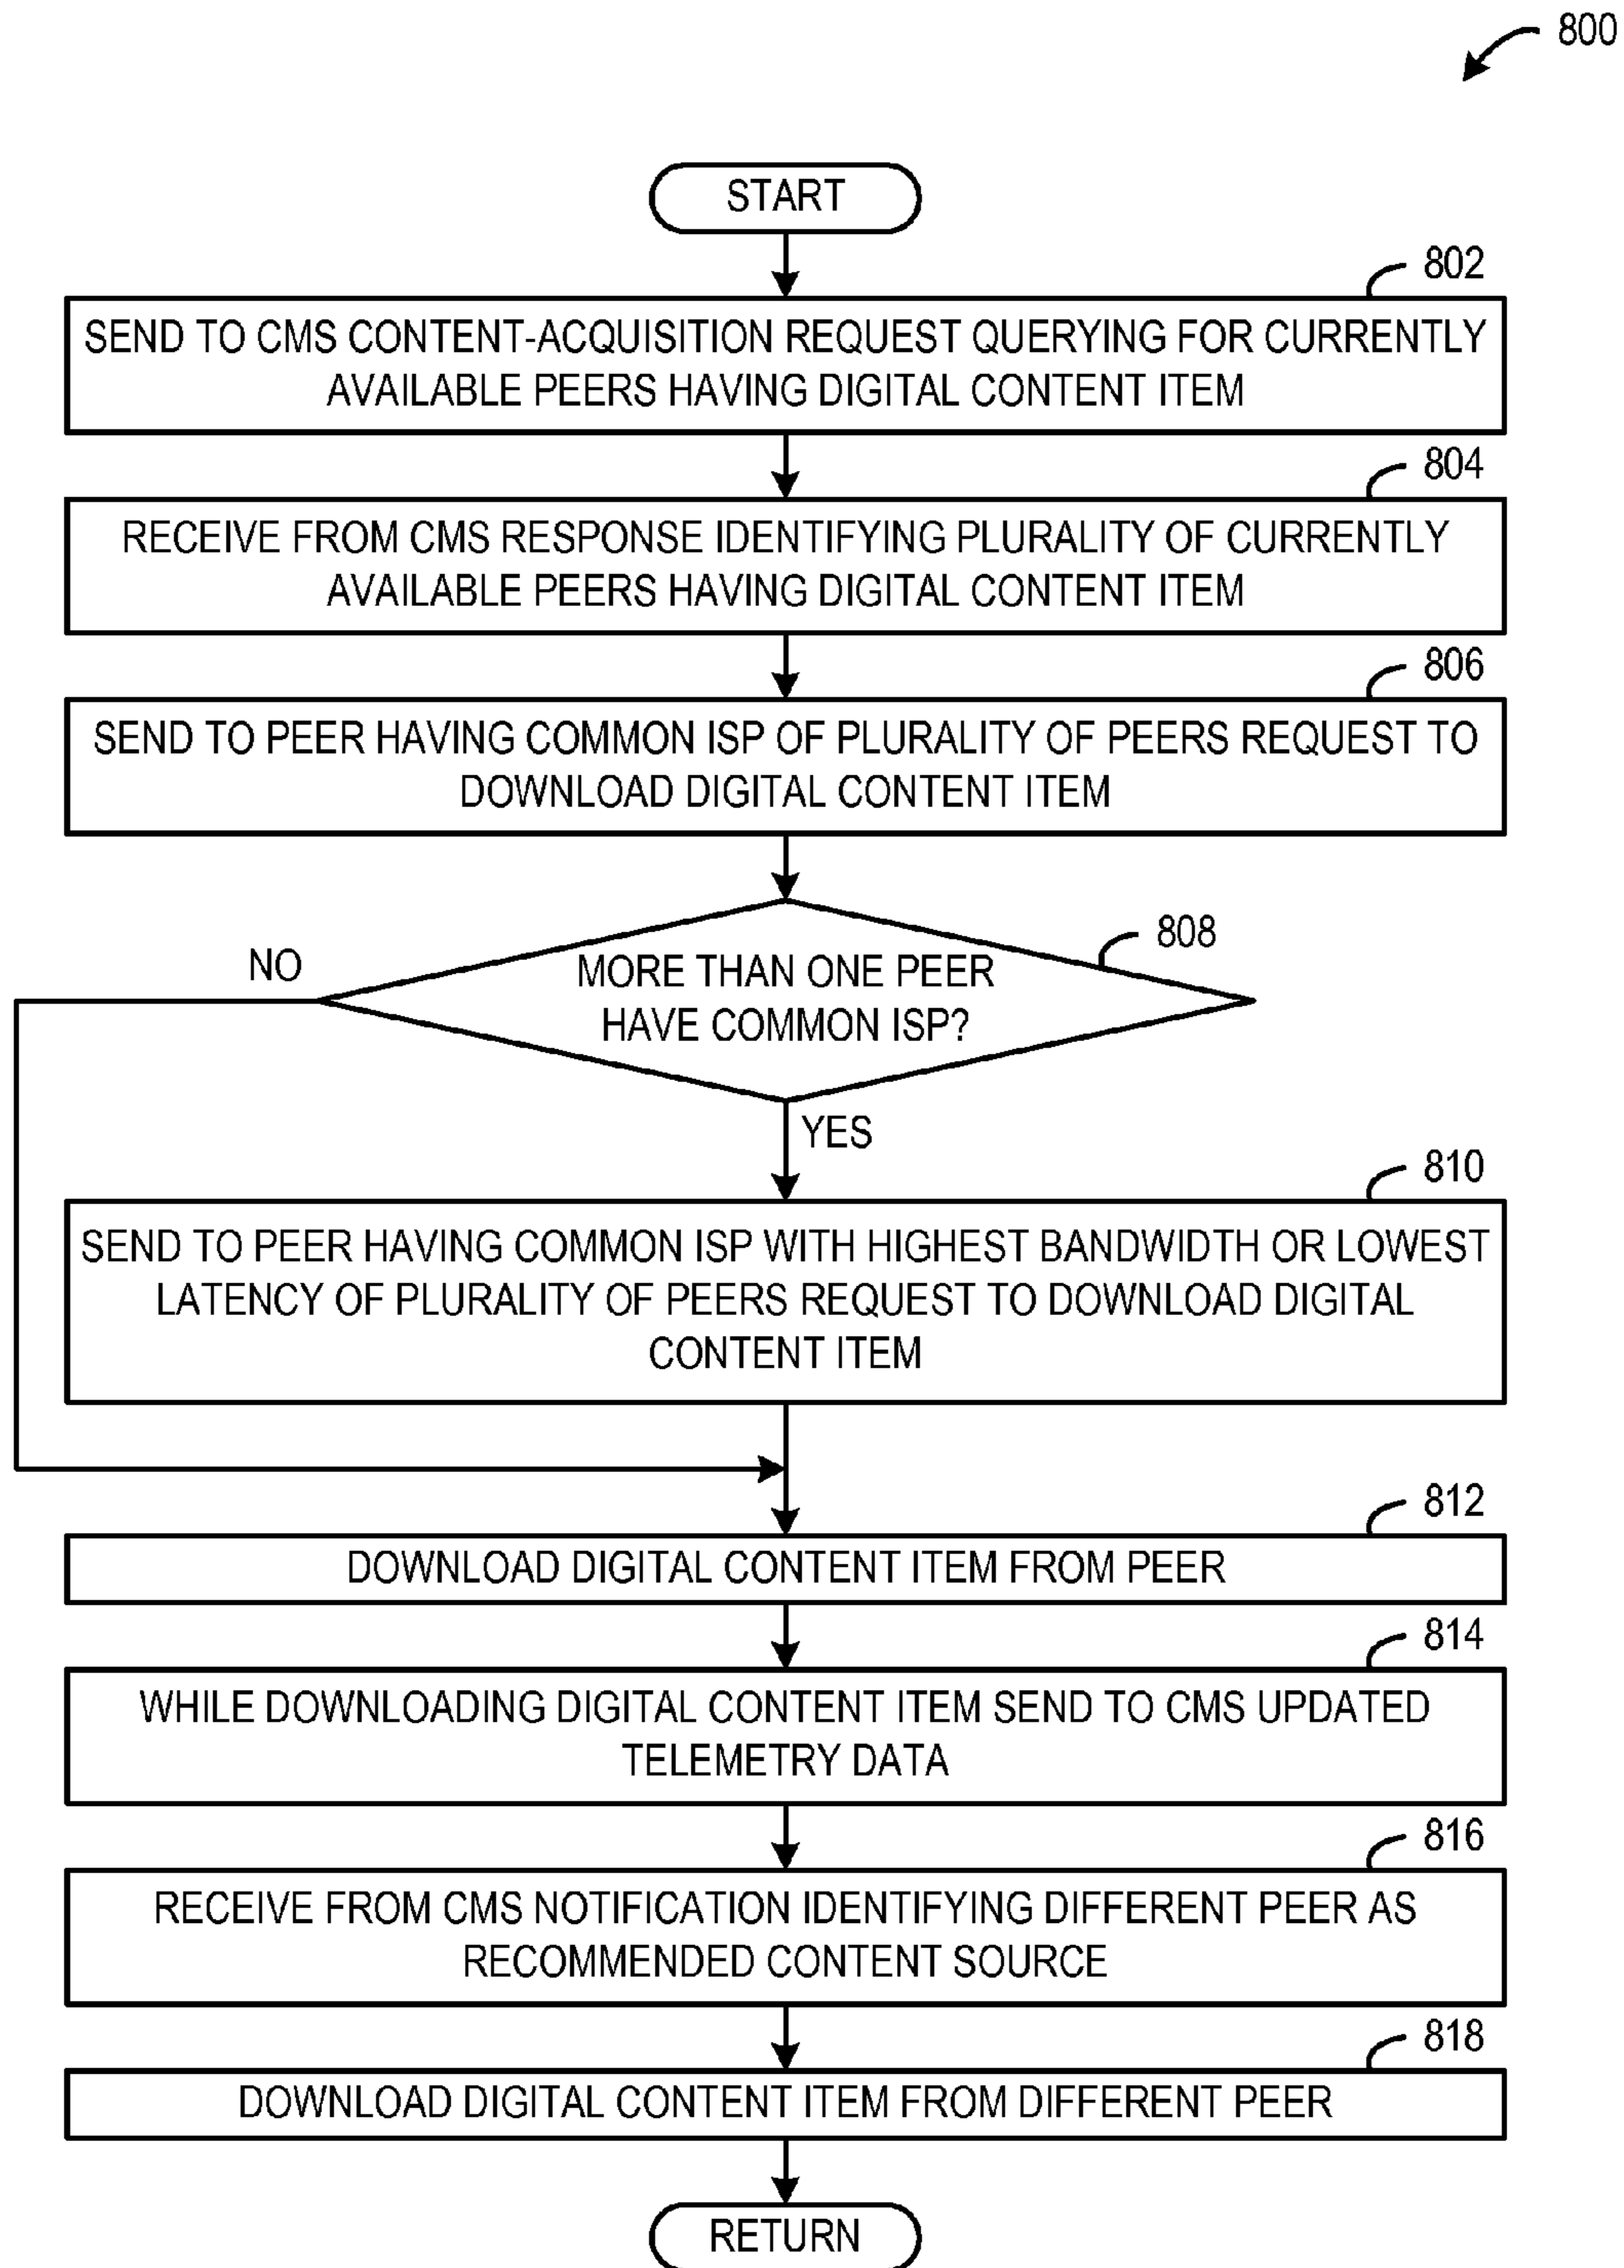 800
START
802
SEND TO CMS CONTENT-ACQUISITION REQUEST QUERYING FOR CURRENTLY
AVAILABLE PEERS HAVING DIGITAL CONTENT ITEM
804
RECEIVE FROM CMS RESPONSE IDENTIFYING PLURALITY OF CURRENTLY
AVAILABLE PEERS HAVING DIGITAL CONTENT ITEM
806
SEND TO PEER HAVING COMMON ISP OF PLURALITY OF PEERS REQUEST TO
DOWNLOAD DIGITAL CONTENT ITEM
808
NO
MORE THAN ONE PEER
HAVE COMMON ISP?
YES
810
SEND TO PEER HAVING COMMON ISP WITH HIGHEST BANDWIDTH OR LOWEST
LATENCY OF PLURALITY OF PEERS REQUEST TO DOWNLOAD DIGITAL
CONTENT ITEM
812
DOWNLOAD DIGITAL CONTENT ITEM FROM PEER
814
WHILE DOWNLOADING DIGITAL CONTENT ITEM SEND TO CMS UPDATED
TELEMETRY DATA
816
RECEIVE FROM CMS NOTIFICATION IDENTIFYING DIFFERENT PEER AS
RECOMMENDED CONTENT SOURCE
818
DOWNLOAD DIGITAL CONTENT ITEM FROM DIFFERENT PEER
RETURN